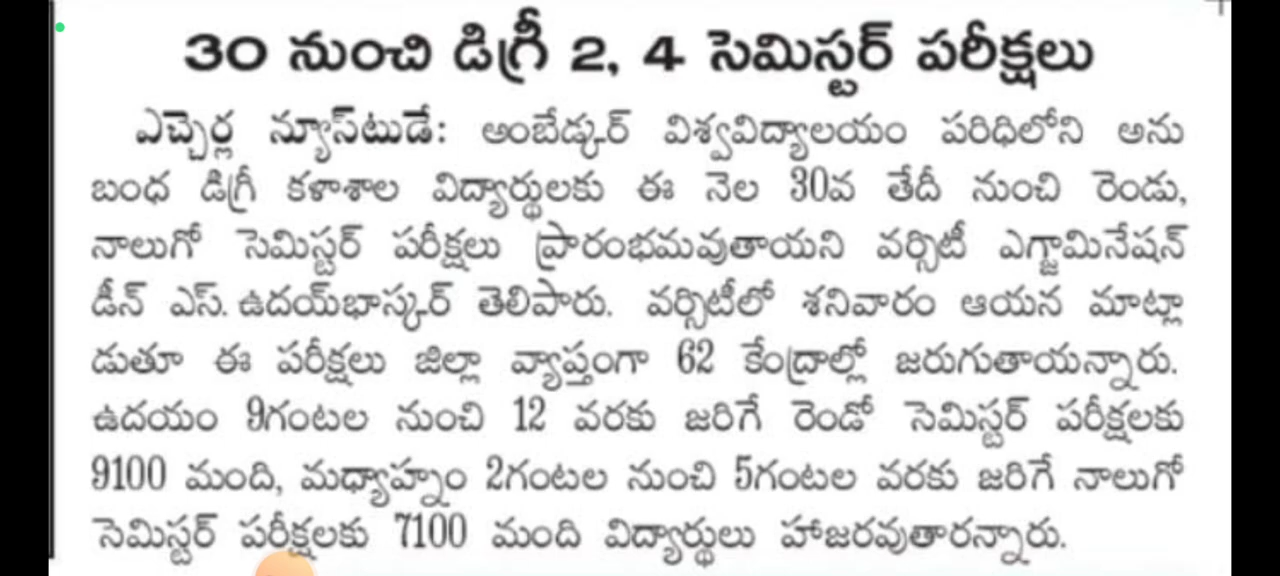 30 నుంచి డిగ్రీ 2, 4 సెమిస్టర్ పరీక్షలు
ఎచ్చెర్ల న్యూస్‌టుడే: అంబేడ్కర్ విశ్వవిద్యాలయం పరిధిలోని అను
బంధ డిగ్రీ కళాశాల విద్యార్థులకు ఈ నెల 30వ తేదీ నుంచి రెండు,
నాలుగో సెమిస్టర్ పరీక్షలు ప్రారంభమవుతాయని వర్సిటీ ఎగ్జామినేషన్
డీన్ ఎస్. ఉదయ్‌భాస్కర్ తెలిపారు. వర్సిటీలో శనివారం ఆయన మాట్లా
డుతూ ఈ పరీక్షలు జిల్లా వ్యాప్తంగా 62 కేంద్రాల్లో జరుగుతాయన్నారు.
ఉదయం 9గంటల నుంచి 12 వరకు జరిగే రెండో సెమిస్టర్ పరీక్షలకు
9100 మంది, మధ్యాహ్నం 2గంటల నుంచి 5గంటల వరకు జరిగే నాలుగో
సెమిస్టర్ పరీక్షలకు 7100 మంది విద్యార్థులు హాజరవుతారన్నారు.